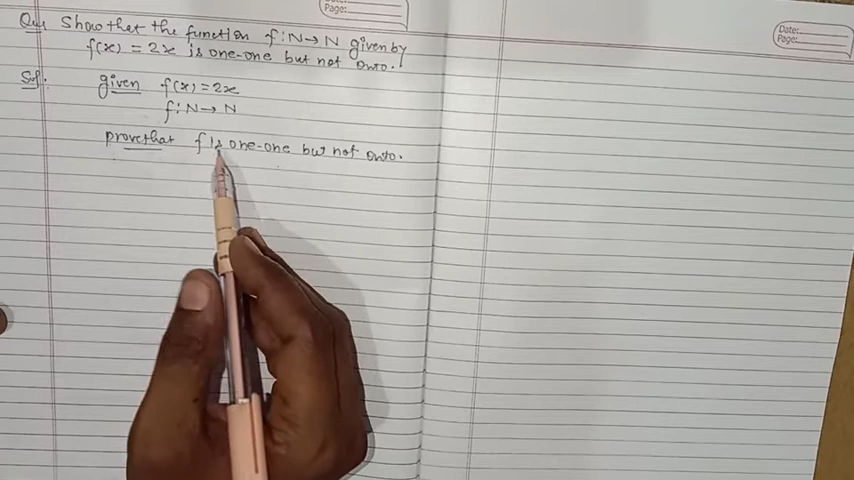 Page:
Date:
Page:
Que: Show that the function f: N → N given by
f(x) = 2x is one-one but not onto.
Sol: given f(x) = 2x
f: N → N
prove that f is one-one but not onto.